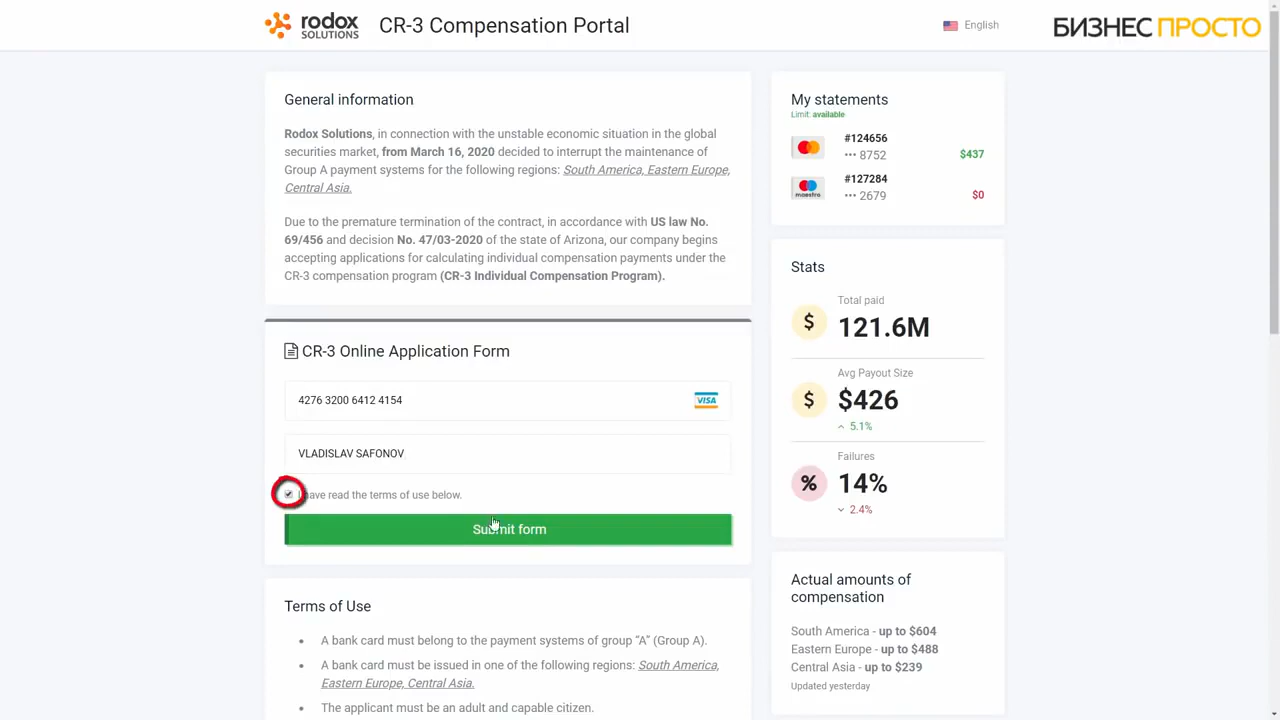 rodox
SOLUTIONS
CR-3 Compensation Portal
English
БИЗНЕС ПРОСТО
General information
Rodox Solutions, in connection with the unstable economic situation in the global
securities market, from March 16, 2020 decided to interrupt the maintenance of
Group A payment systems for the following regions: South America, Eastern Europe,
Central Asia.
Due to the premature termination of the contract, in accordance with US law No.
69/456 and decision No. 47/03-2020 of the state of Arizona, our company begins
accepting applications for calculating individual compensation payments under the
CR-3 compensation program (CR-3 Individual Compensation Program).
CR-3 Online Application Form
4276 3200 6412 4154
VISA
VLADISLAV SAFONOV
I have read the terms of use below.
Submit form
Terms of Use
• A bank card must belong to the payment systems of group “A” (Group A).
• A bank card must be issued in one of the following regions: South America,
Eastern Europe, Central Asia.
• The applicant must be an adult and capable citizen.
My statements
Limit: available
#124656
••• 8752
$437
#127284
maestro
••• 2679
$0
Stats
Total paid
$
121.6M
Avg Payout Size
$
$426
5.1%
Failures
%
14%
2.4%
Actual amounts of
compensation
South America - up to $604
Eastern Europe - up to $488
Central Asia - up to $239
Updated yesterday